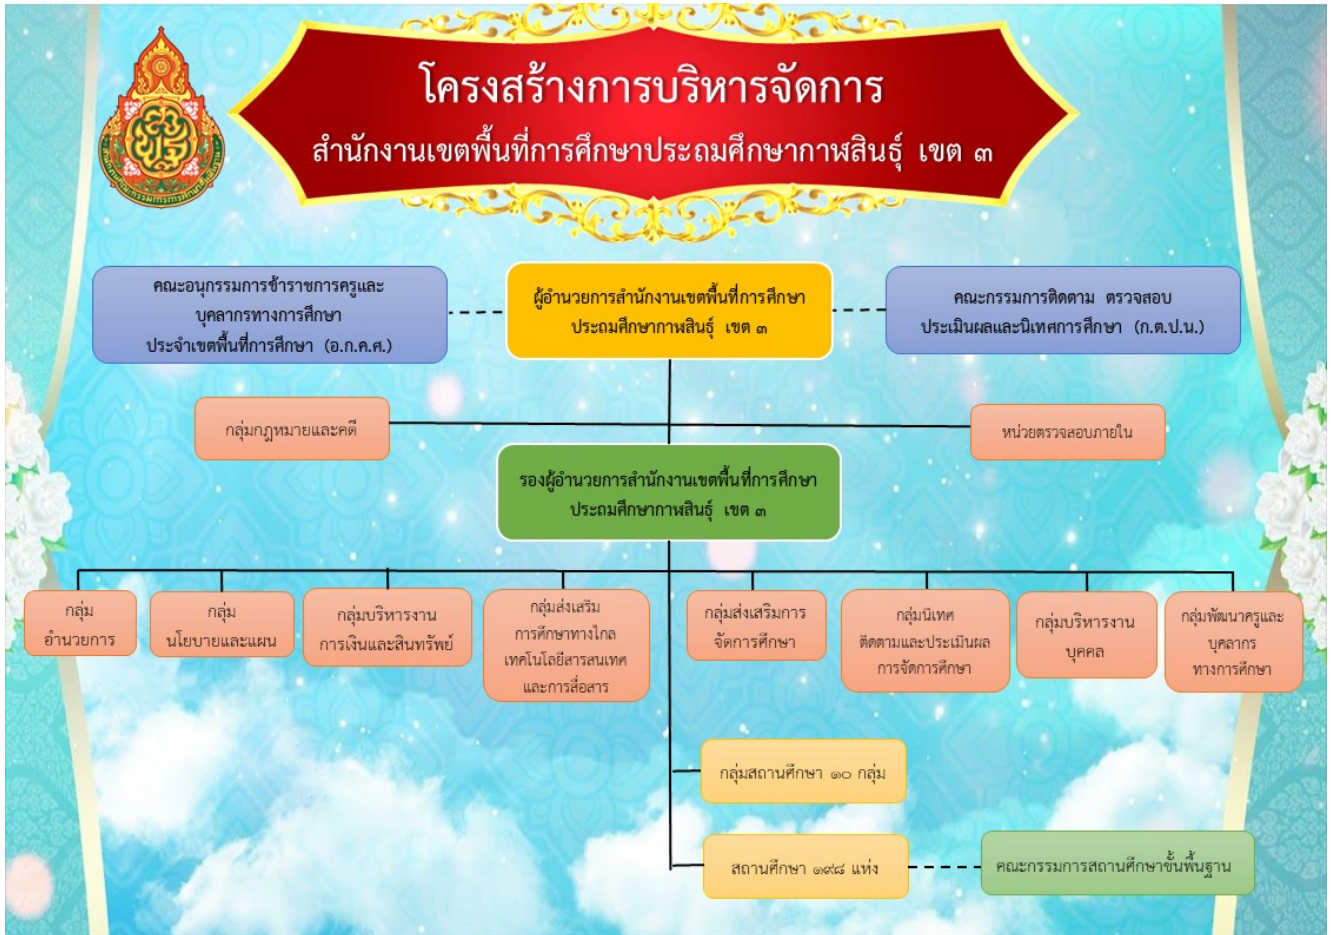 โครงสร้างการบริหารจัดการ
สำนักงานเขตพื้นที่การศึกษาประถมศึกษากาฬสินธุ์ เขต ๓
คณะอนุกรรมการข้าราชการครูและ
บุคลากรทางการศึกษา
ประจำเขตพื้นที่การศึกษา (อ.ก.ค.ศ.)
ผู้อำนวยการสำนักงานเขตพื้นที่การศึกษา
ประถมศึกษากาฬสินธุ์ เขต ๓
คณะกรรมการติดตาม ตรวจสอบ
ประเมินผลและนิเทศการศึกษา (ก.ต.ป.น.)
กลุ่มกฎหมายและคดี
หน่วยตรวจสอบภายใน
รองผู้อำนวยการสำนักงานเขตพื้นที่การศึกษา
ประถมศึกษากาฬสินธุ์ เขต ๓
กลุ่ม
อำนวยการ
กลุ่ม
นโยบายและแผน
กลุ่มบริหารงาน
การเงินและสินทรัพย์
กลุ่มส่งเสริม
การศึกษาทางไกล
เทคโนโลยีสารสนเทศ
และการสื่อสาร
กลุ่มส่งเสริมการ
จัดการศึกษา
กลุ่มนิเทศ
ติดตามและประเมินผล
การจัดการศึกษา
กลุ่มบริหารงาน
บุคคล
กลุ่มพัฒนาครูและ
บุคลากร
ทางการศึกษา
กลุ่มสถานศึกษา ๑๐ กลุ่ม
สถานศึกษา ๑๙๘ แห่ง
คณะกรรมการสถานศึกษาขั้นพื้นฐาน